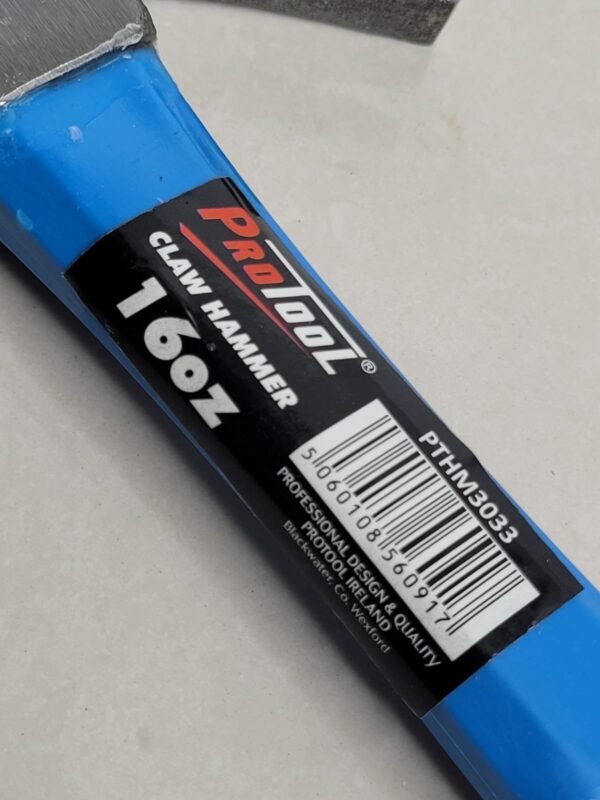 PROTOOL®
CLAW HAMMER
16OZ
PTHM3033
5 060108 560917
PROFESSIONAL DESIGN & QUALITY
PROTOOL IRELAND
Blackwater, Co. Wexford